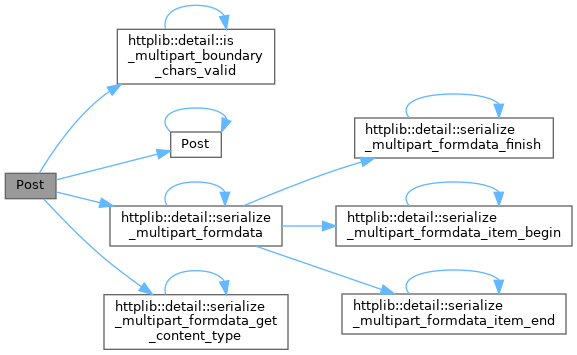 httplib::detail::is
_multipart_boundary
_chars_valid
Post
Post
httplib::detail::serialize
_multipart_formdata
httplib::detail::serialize
_multipart_formdata_get
_content_type
httplib::detail::serialize
_multipart_formdata_finish
httplib::detail::serialize
_multipart_formdata_item_begin
httplib::detail::serialize
_multipart_formdata_item_end